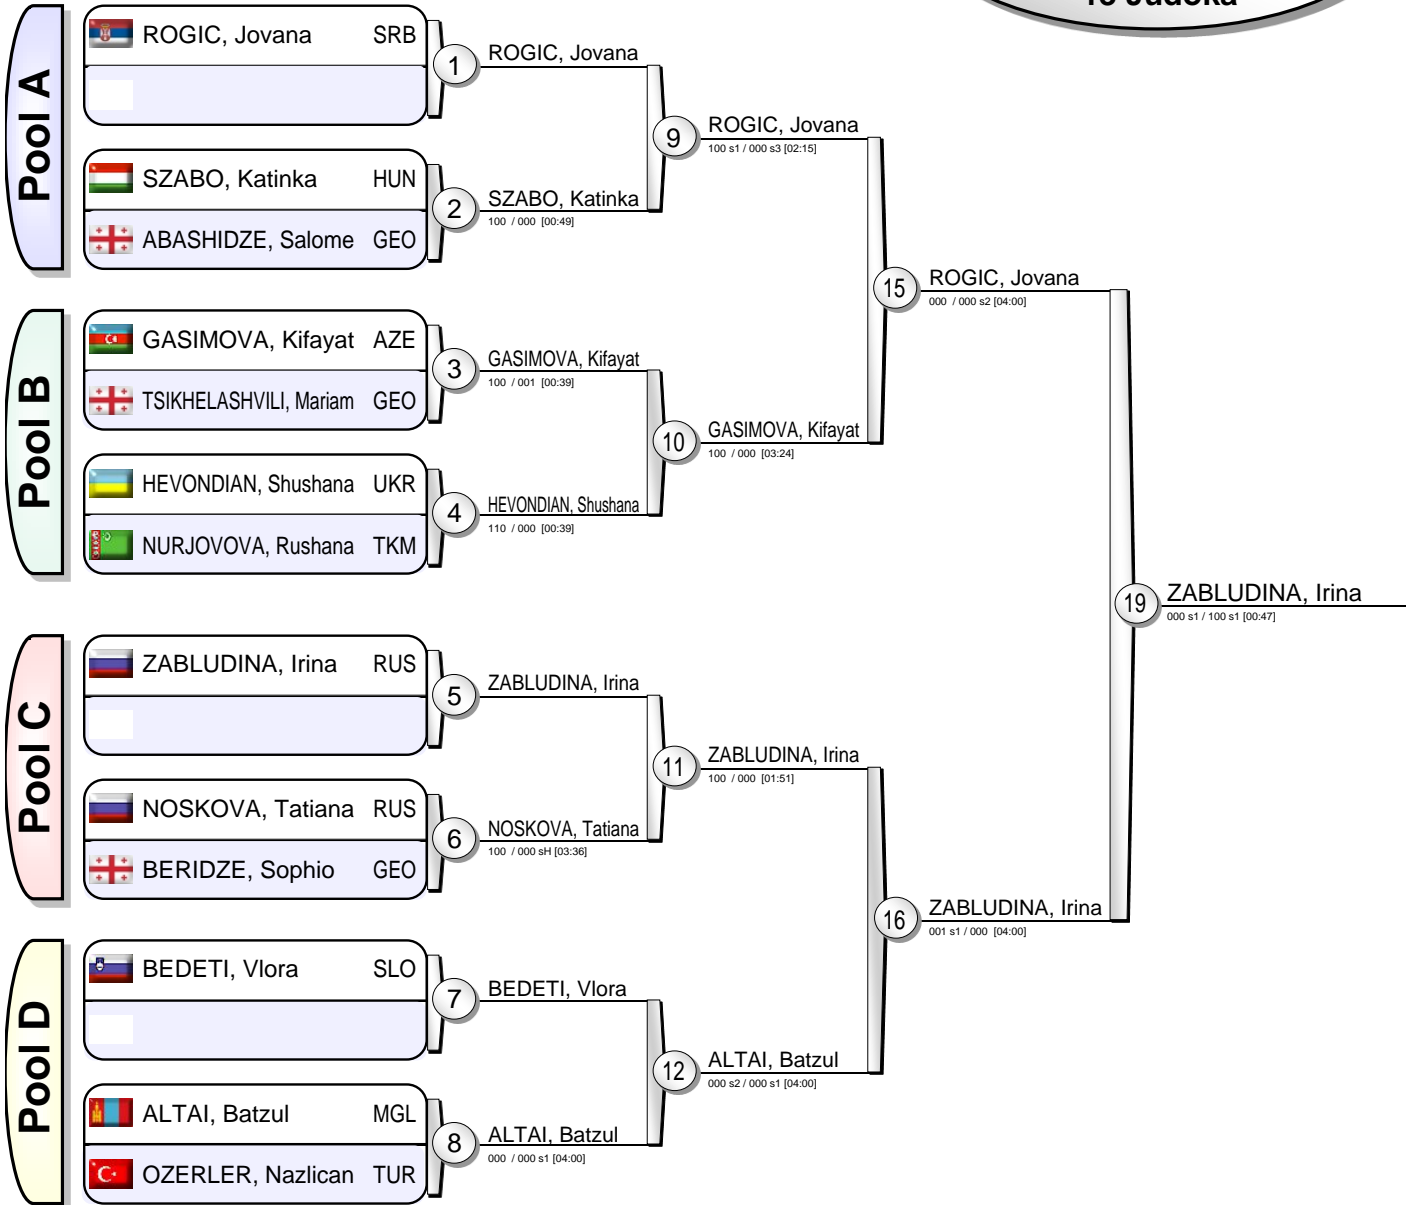 13 Judoka
Pool A
ROGIC, Jovana SRB
SZABO, Katinka HUN
ABASHIDZE, Salome GEO
Pool B
GASIMOVA, Kifayat AZE
TSIKHELASHVILI, Mariam GEO
HEVONDIAN, Shushana UKR
NURJOVOVA, Rushana TKM
Pool C
ZABLUDINA, Irina RUS
NOSKOVA, Tatiana RUS
BERIDZE, Sophio GEO
Pool D
BEDETI, Vlora SLO
ALTAI, Batzul MGL
OZERLER, Nazlican TUR
1
ROGIC, Jovana
2
SZABO, Katinka
100 / 000 [00:49]
3
GASIMOVA, Kifayat
100 / 001 [00:39]
4
HEVONDIAN, Shushana
110 / 000 [00:39]
5
ZABLUDINA, Irina
6
NOSKOVA, Tatiana
100 / 000 sH [03:36]
7
BEDETI, Vlora
8
ALTAI, Batzul
000 / 000 s1 [04:00]
9
ROGIC, Jovana
100 s1 / 000 s3 [02:15]
10
GASIMOVA, Kifayat
100 / 000 [03:24]
11
ZABLUDINA, Irina
100 / 000 [01:51]
12
ALTAI, Batzul
000 s2 / 000 s1 [04:00]
15
ROGIC, Jovana
000 / 000 s2 [04:00]
16
ZABLUDINA, Irina
001 s1 / 000 [04:00]
19
ZABLUDINA, Irina
000 s1 / 100 s1 [00:47]